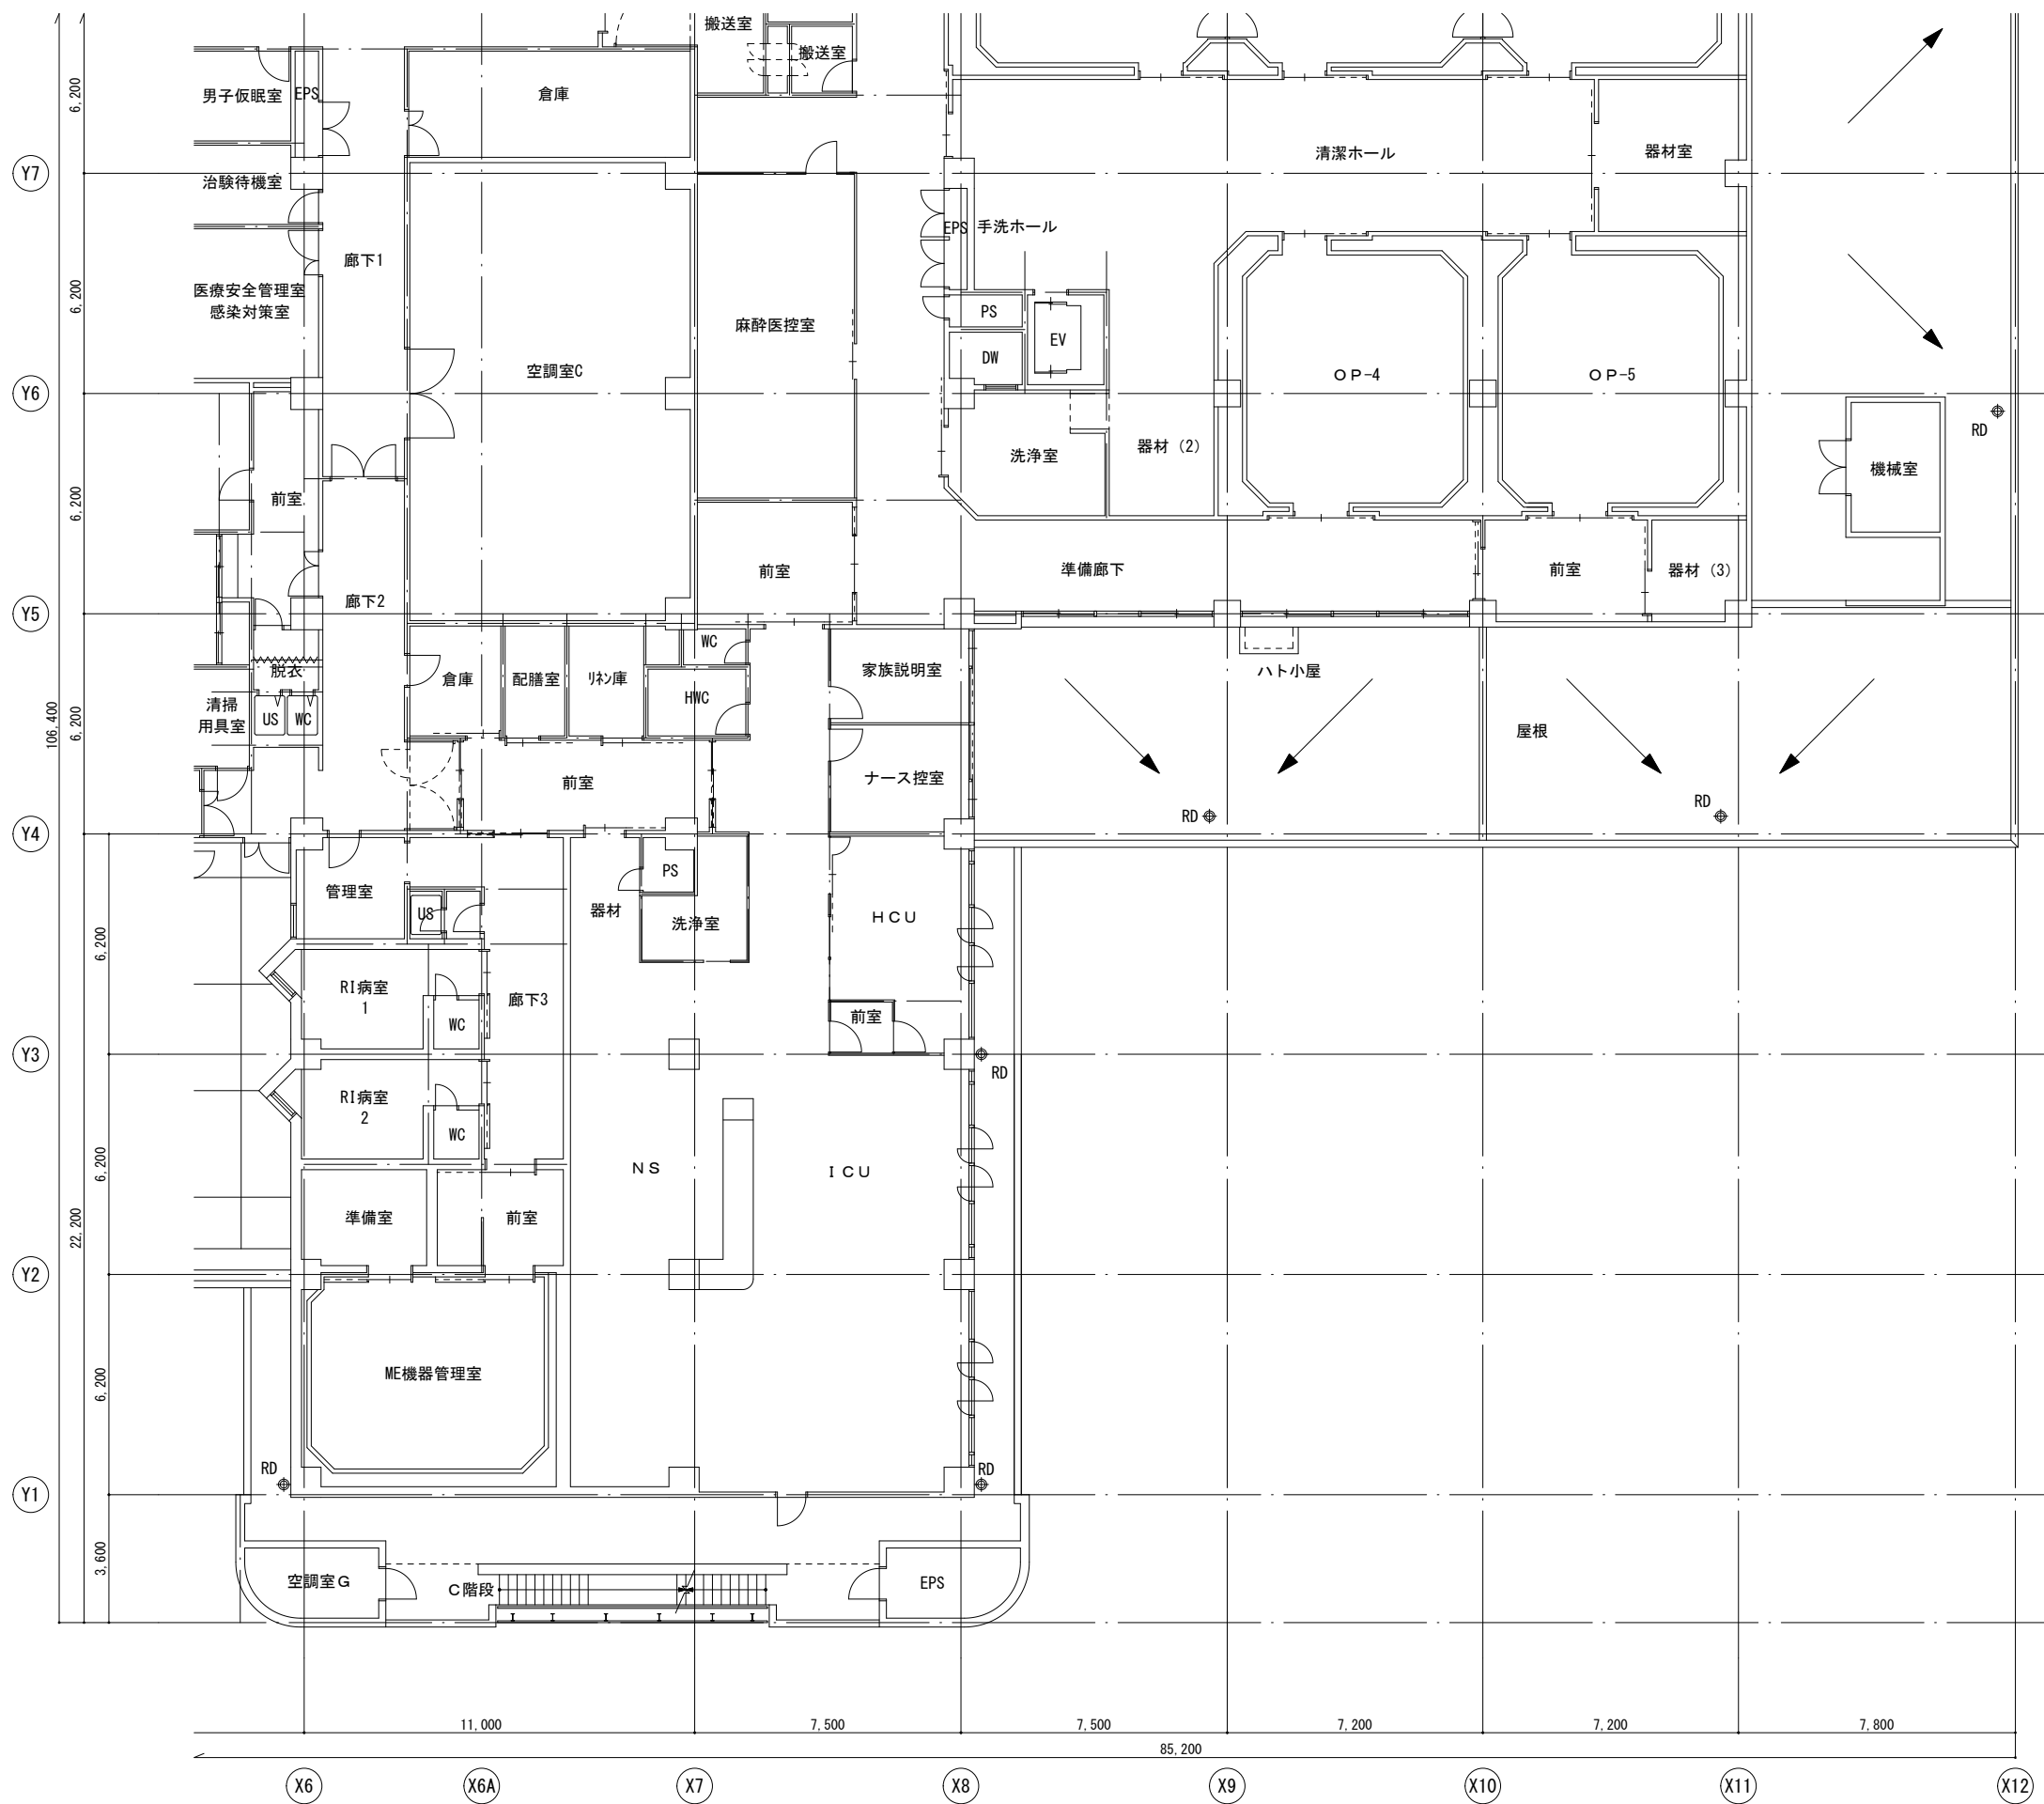 搬送室
搬送室
男子仮眠室
EPS
倉庫
6,200
清潔ホール
器材室
Y7
治験待機室
EPS
手洗ホール
廊下1
医療安全管理室
感染対策室
6,200
麻酔医控室
PS
EV
DW
空調室C
OP-4
OP-5
Y6
RD
器材（2）
洗浄室
機械室
前室
6,200
前室
準備廊下
前室
器材（3）
廊下2
Y5
WC
家族説明室
ハト小屋
脱衣
倉庫
配膳室
ﾘﾈﾝ庫
HWC
清掃
用具室
US
WC
106,400
6,200
屋根
前室
ナース控室
RD
RD
Y4
管理室
PS
US
器材
洗浄室
HCU
6,200
RI病室
1
廊下3
前室
WC
Y3
RD
RI病室
2
WC
6,200
NS
ICU
22,200
準備室
前室
Y2
ME機器管理室
6,200
RD
RD
Y1
3,600
空調室G
C階段
EPS
11,000
7,500
7,500
7,200
7,200
7,800
85,200
X6
X6A
X7
X8
X9
X10
X11
X12